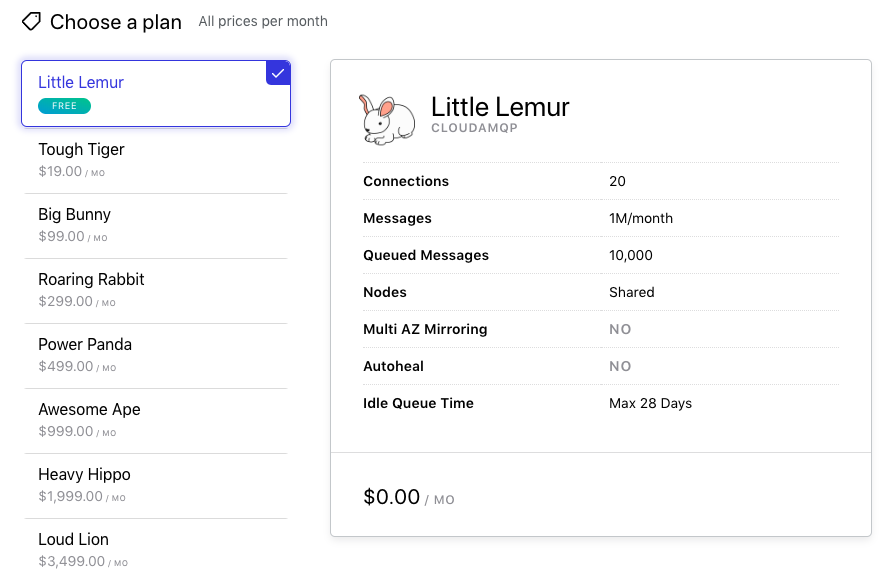 Choose a plan All prices per month
Little Lemur
FREE
Tough Tiger
$19.00 / MO
Big Bunny
$99.00 / MO
Roaring Rabbit
$299.00 / MO
Power Panda
$499.00 / MO
Awesome Ape
$999.00 / MO
Heavy Hippo
$1,999.00 / MO
Loud Lion
$3,499.00 / MO
Little Lemur
CLOUDAMQP
Connections 20
Messages 1M/month
Queued Messages 10,000
Nodes Shared
Multi AZ Mirroring NO
Autoheal NO
Idle Queue Time Max 28 Days
$0.00 / MO